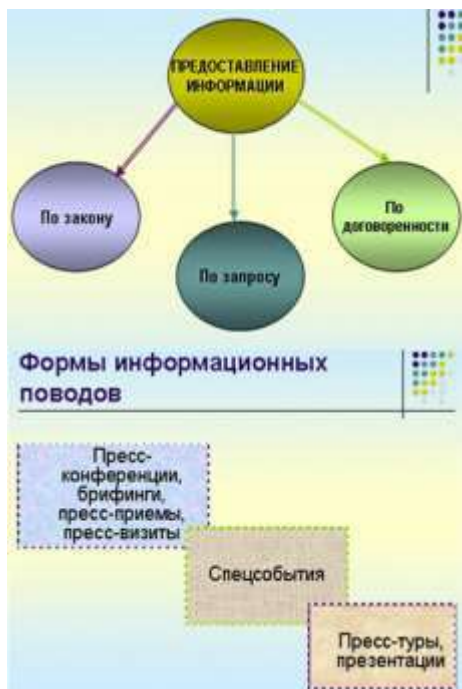 ПРЕДОСТАВЛЕНИЕ
ИНФОРМАЦИИ
По закону
По
договоренности
По запросу
Формы информационных
поводов
Пресс-
конференции,
брифинги,
пресс-приемы,
пресс-визиты
Спецсобытия
Пресс-туры,
презентации